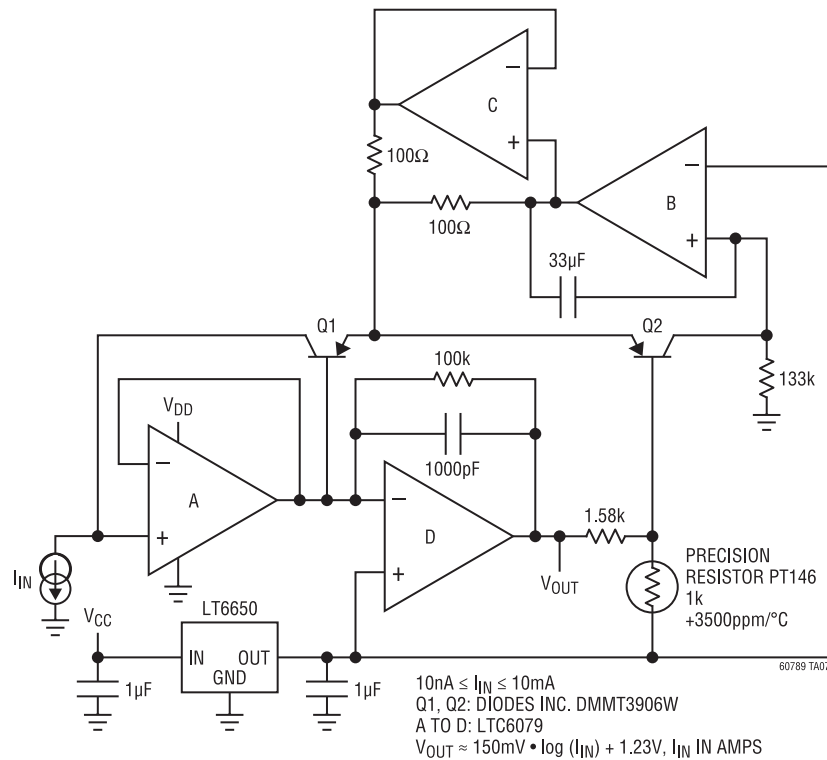 −
C
+
100Ω
100Ω
−
B
+
33µF
Q1
Q2
133k
100k
1000pF
VDD
−
A
+
−
D
+
1.58k
VOUT
IIN
PRECISION
RESISTOR PT146
1k
+3500ppm/°C
VCC
LT6650
IN OUT
GND
1µF
1µF
60789 TA07
10nA ≤ IIN ≤ 10mA
Q1, Q2: DIODES INC. DMMT3906W
A TO D: LTC6079
VOUT ≈ 150mV • log (IIN) + 1.23V, IIN IN AMPS